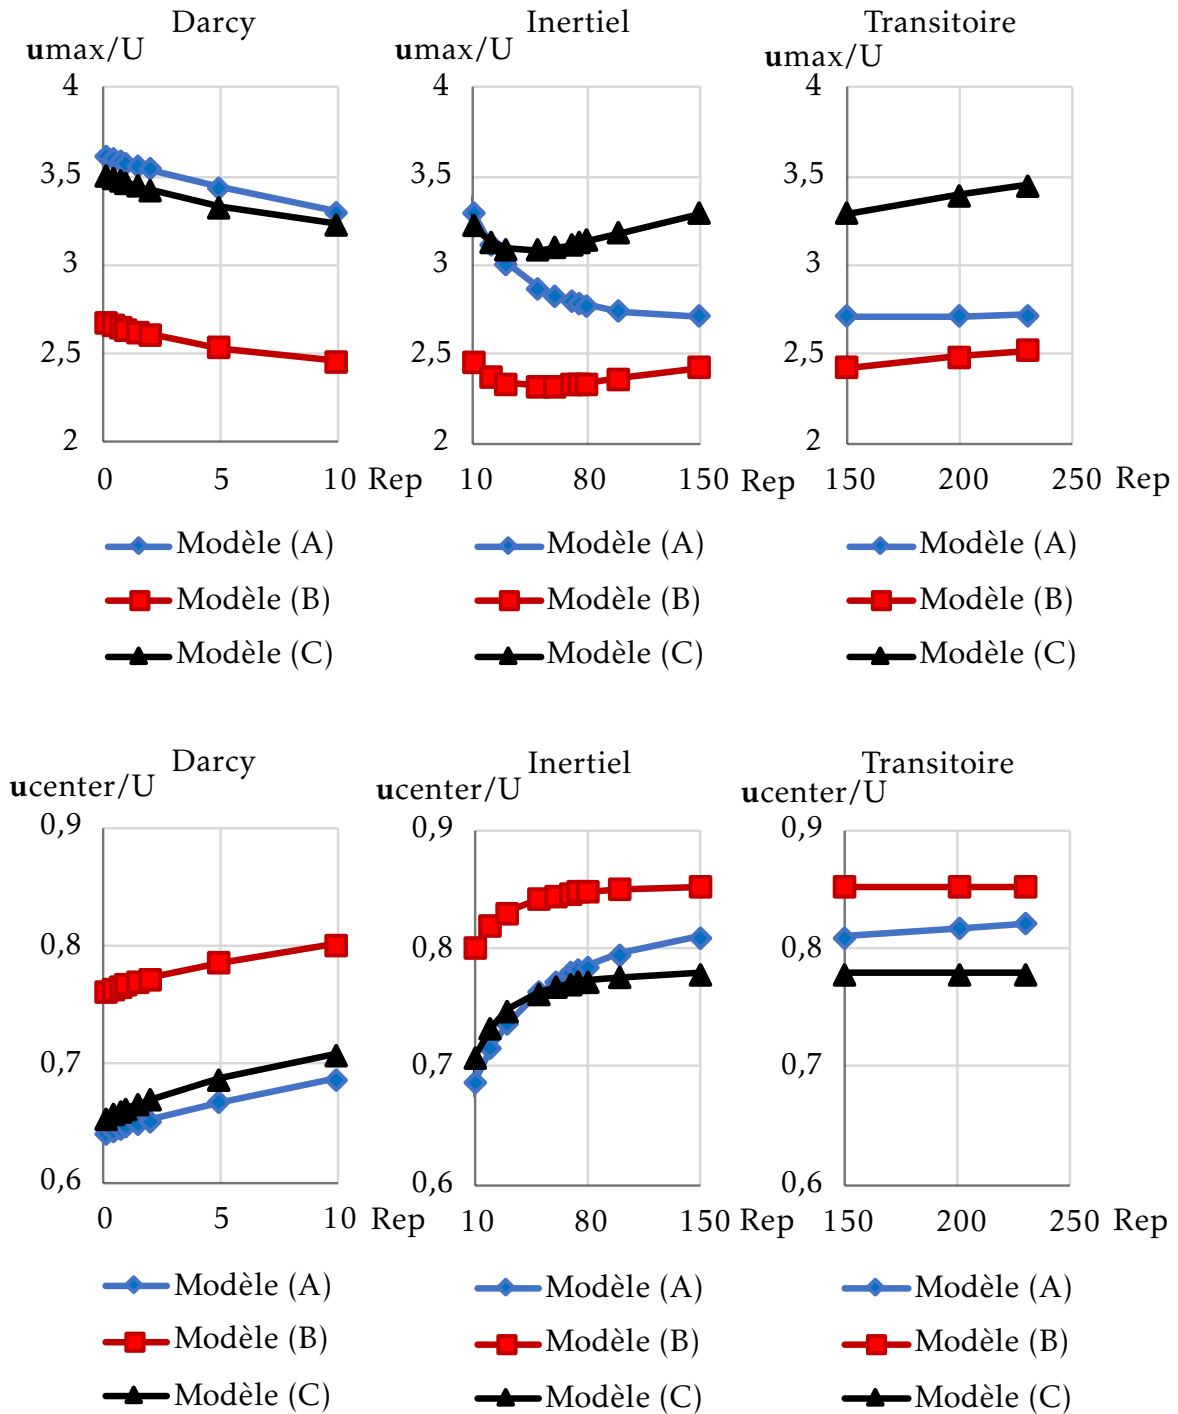 Darcy
umax/U
4
3,5
3
2,5
2
0 5 10 Rep
Modèle (A)
Modèle (B)
Modèle (C)
Inertiel
umax/U
4
3,5
3
2,5
2
10 80 150 Rep
Modèle (A)
Modèle (B)
Modèle (C)
Transitoire
umax/U
4
3,5
3
2,5
2
150 200 250 Rep
Modèle (A)
Modèle (B)
Modèle (C)
Darcy
ucenter/U
0,9
0,8
0,7
0,6
0 5 10 Rep
Modèle (A)
Modèle (B)
Modèle (C)
Inertiel
ucenter/U
0,9
0,8
0,7
0,6
10 80 150 Rep
Modèle (A)
Modèle (B)
Modèle (C)
Transitoire
ucenter/U
0,9
0,8
0,7
0,6
150 200 250 Rep
Modèle (A)
Modèle (B)
Modèle (C)